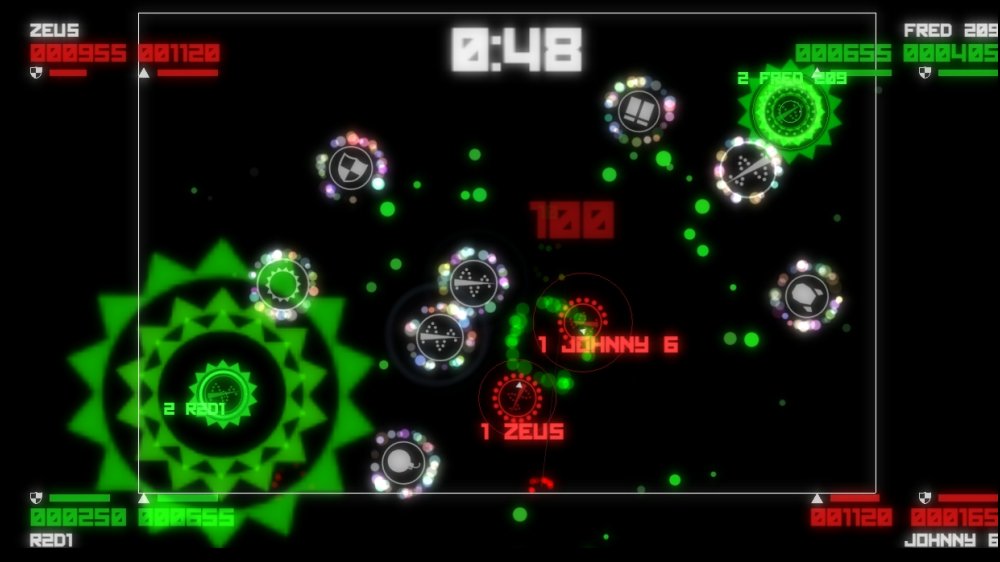 ZEUS
000955 001120
0:48
FRED 209
000655 000405
2 FRED 209
100
1 JOHNNY 6
2 R2D1
1 ZEUS
000250 000655
R2D1
001120 000165
JOHNNY 6